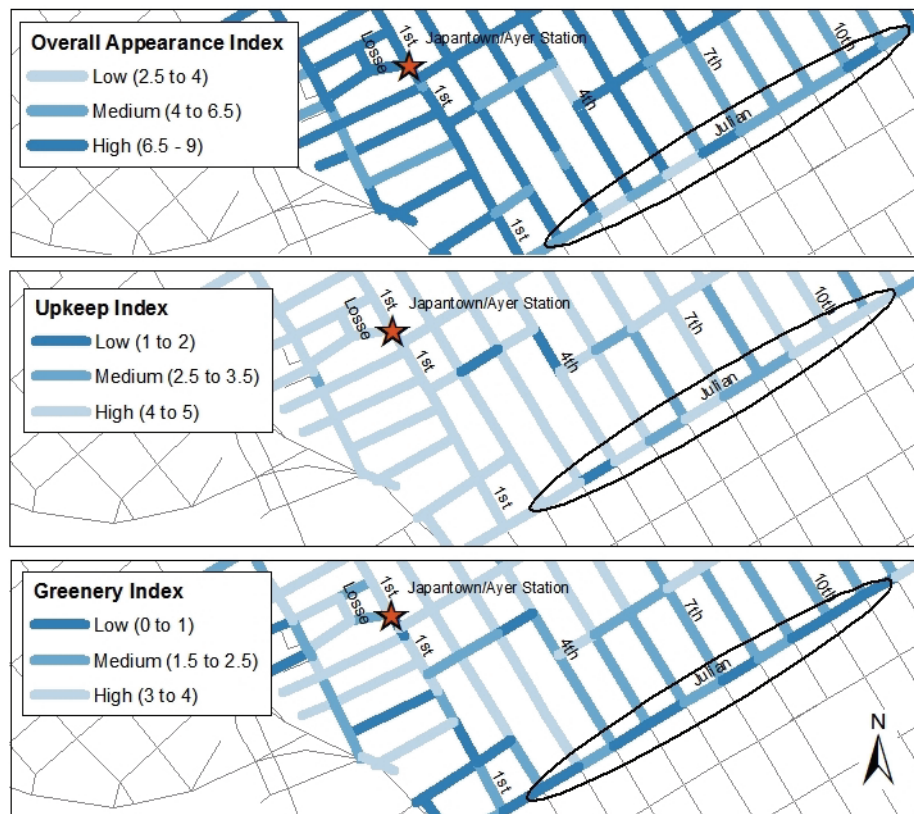 Overall Appearance Index
Low (2.5 to 4)
Medium (4 to 6.5)
High (6.5 - 9)
Losse
1st
Japantown/Ayer Station
1st
4th
7th
10th
Julian
1st
Upkeep Index
Low (1 to 2)
Medium (2.5 to 3.5)
High (4 to 5)
Losse
1st
Japantown/Ayer Station
1st
4th
7th
10th
Julian
1st
Greenery Index
Low (0 to 1)
Medium (1.5 to 2.5)
High (3 to 4)
Losse
1st
Japantown/Ayer Station
1st
4th
7th
10th
Julian
1st
N